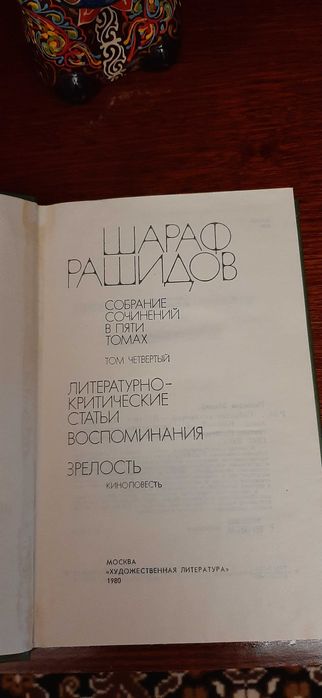 ШАРАФ
РАШИДОВ
СОБРАНИЕ
СОЧИНЕНИЙ
В ПЯТИ
ТОМАХ
ТОМ ЧЕТВЕРТЫЙ
ЛИТЕРАТУРНО-
КРИТИЧЕСКИЕ
СТАТЬИ
ВОСПОМИНАНИЯ
ЗРЕЛОСТЬ
КИНОПОВЕСТЬ
МОСКВА
«ХУДОЖЕСТВЕННАЯ ЛИТЕРАТУРА»
1980